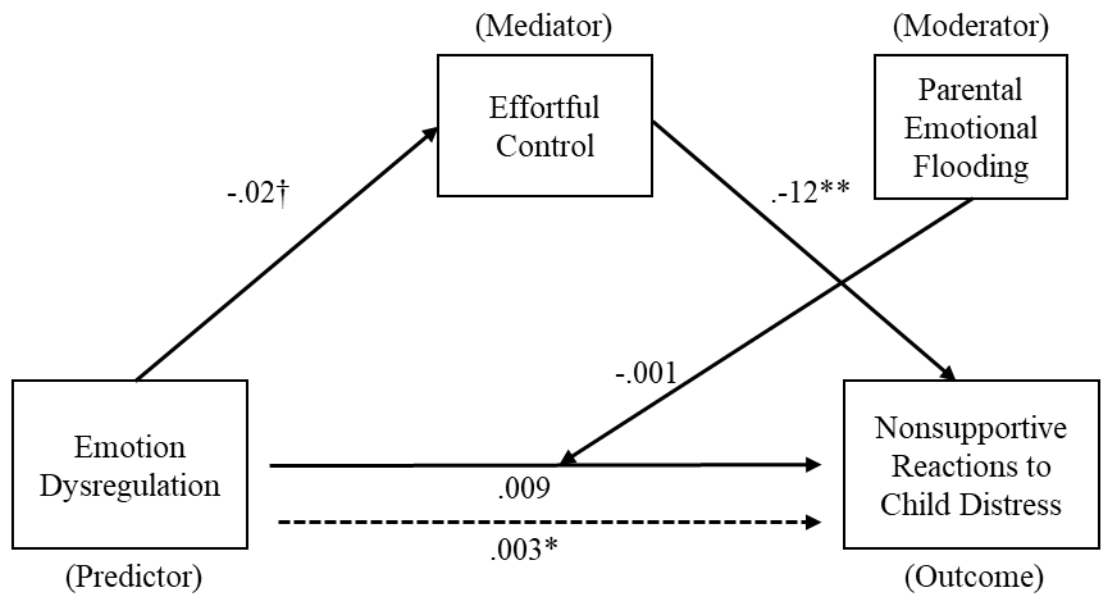 (Mediator)
(Moderator)
Effortful
Control
Parental
Emotional
Flooding
-.02†
.-12**
-.001
Emotion
Dysregulation
.009
.003*
Nonsupportive
Reactions to
Child Distress
(Predictor)
(Outcome)